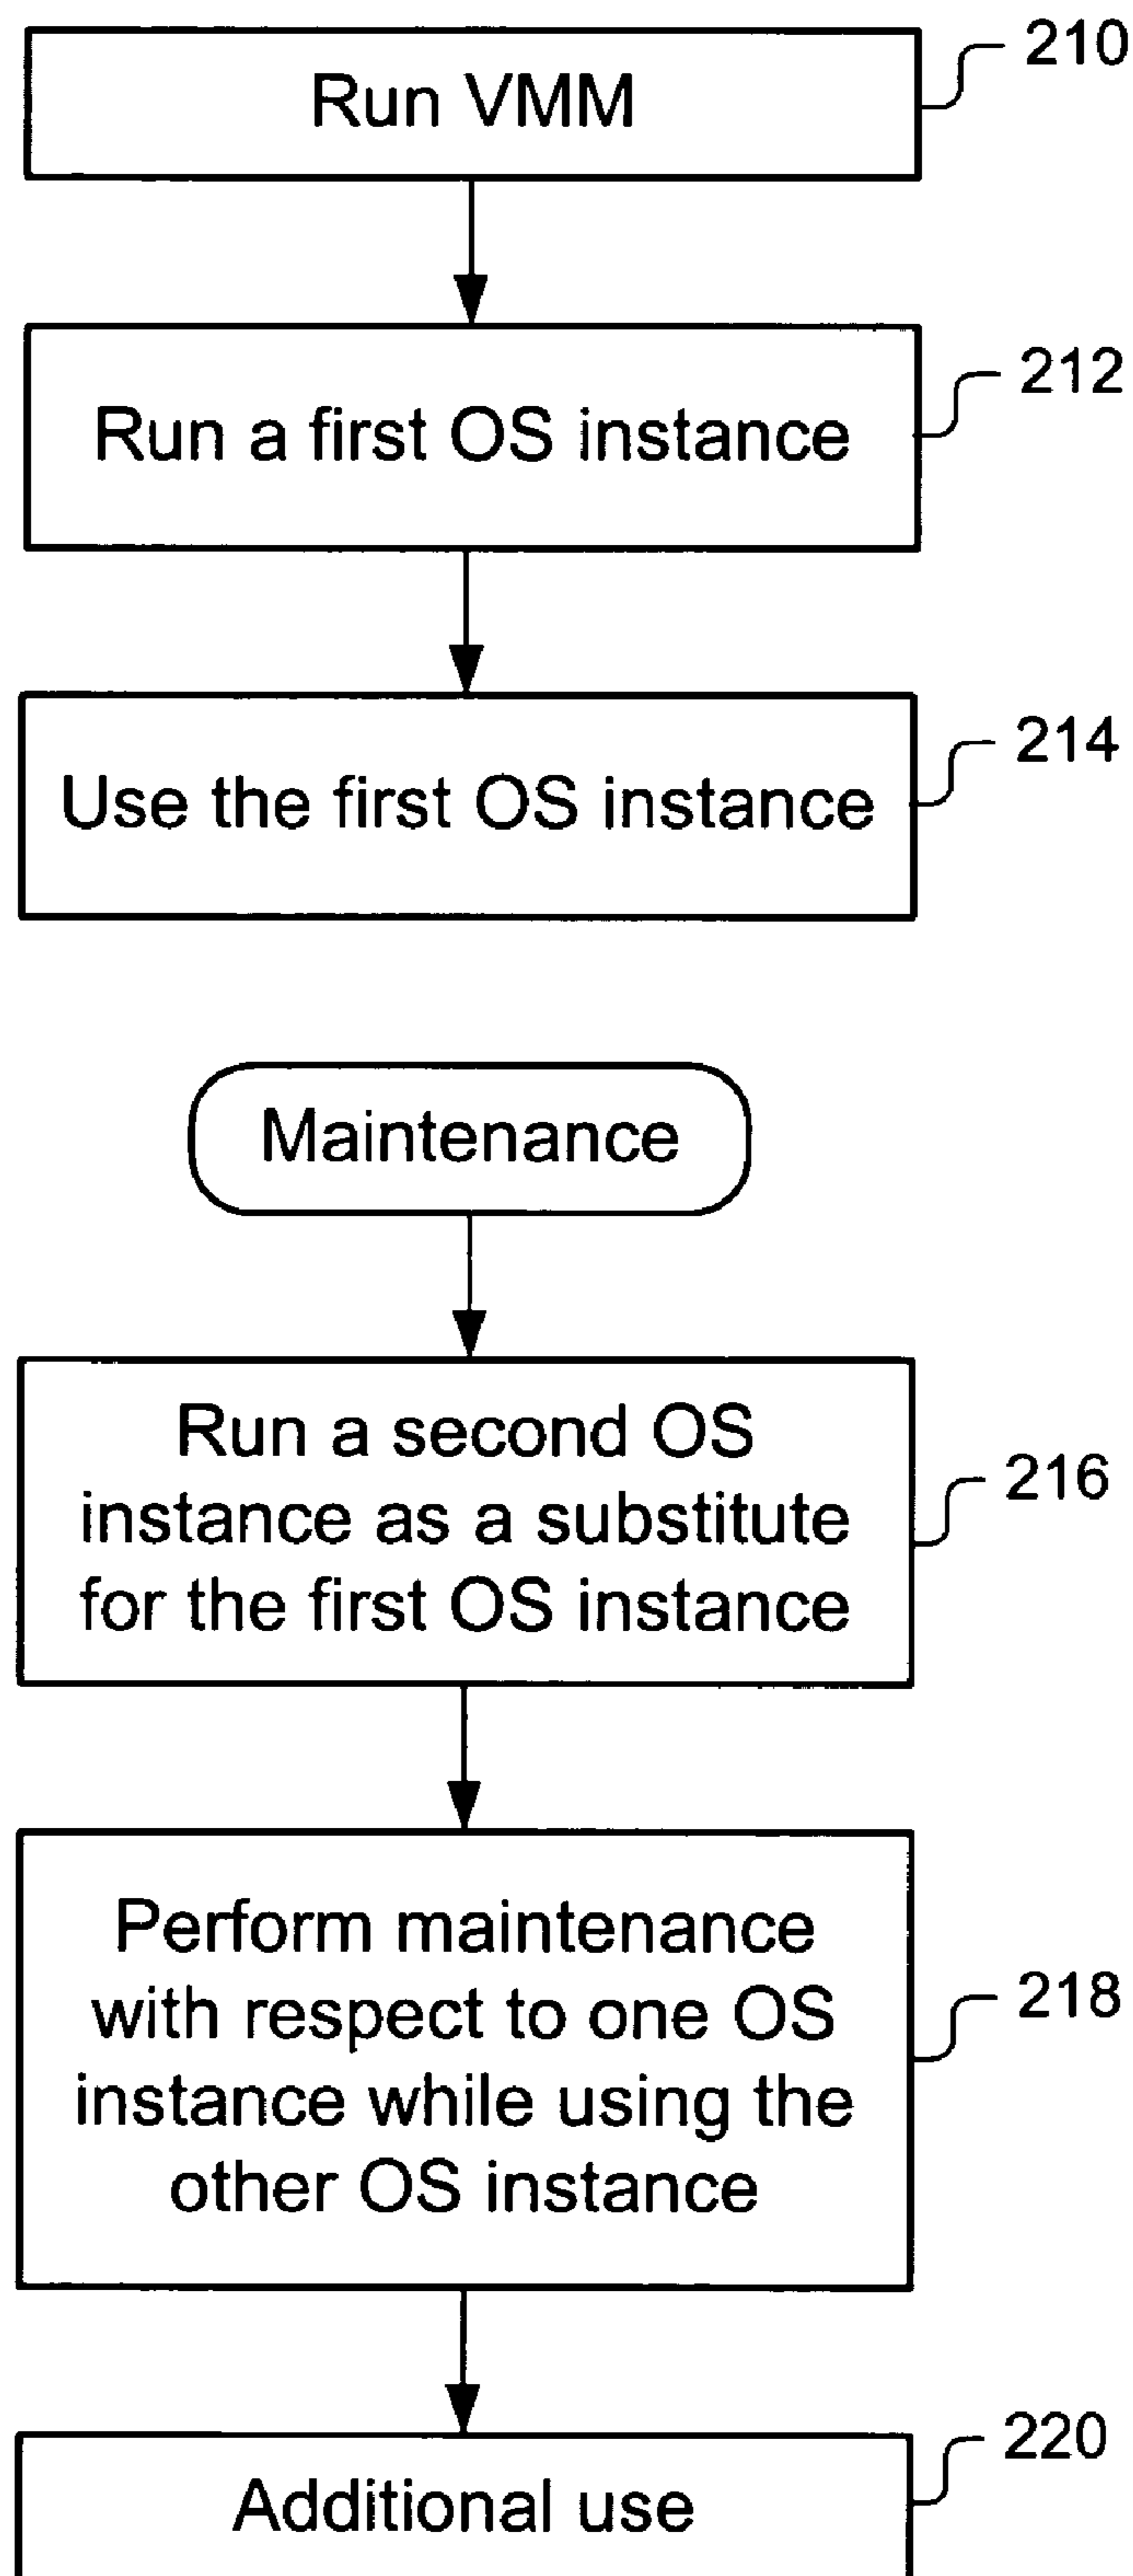 210
Run VMM
212
Run a first OS instance
214
Use the first OS instance
Maintenance
Run a second OS
instance as a substitute
for the first OS instance
216
Perform maintenance
with respect to one OS
instance while using the
other OS instance
218
220
Additional use